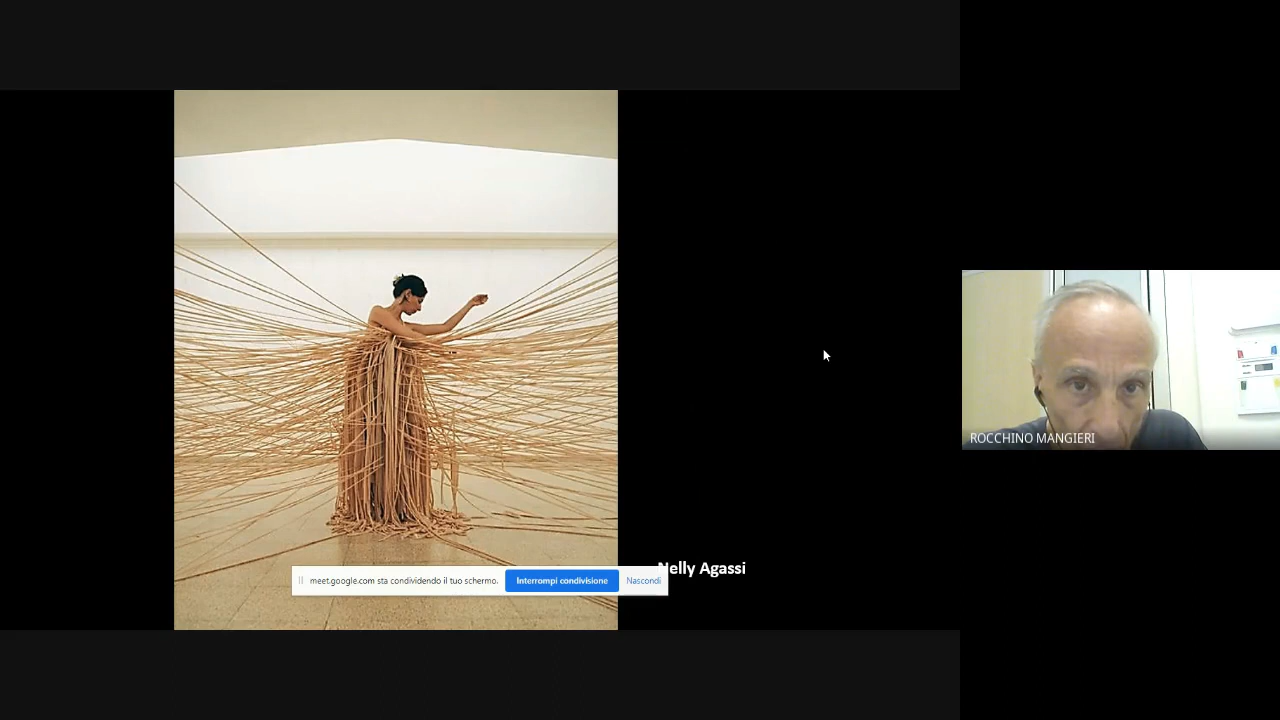 ROCCHINO MANGIERI
Nelly Agassi
meet.google.com sta condividendo il tuo schermo. Interrompi condivisione Nascondi